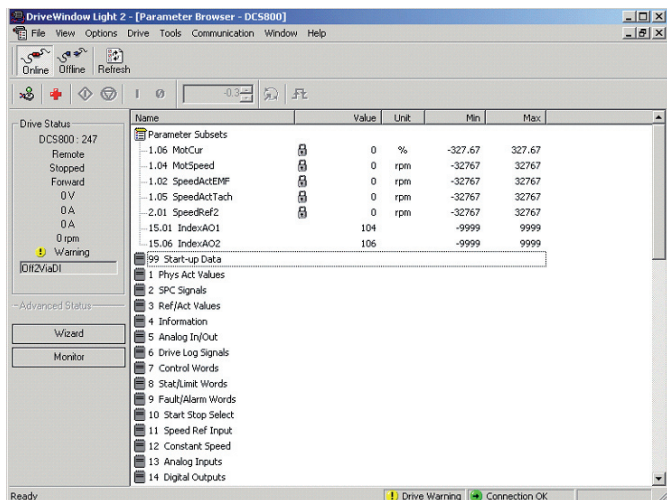 DriveWindow Light 2 - [Parameter Browser - DCS800]
File View Options Drive Tools Communication Window Help
Online Offline Refresh
-0.3
Drive Status
DCS800 : 247
Remote
Stopped
Forward
0 V
0 A
0 A
0 rpm
Warning
Off2ViaDI
Advanced Status
Wizard
Monitor
Name Value Unit Min Max
Parameter Subsets
1.06 MotCur 0 % -327.67 327.67
1.04 MotSpeed 0 rpm -32767 32767
1.02 SpeedActEMF 0 rpm -32767 32767
1.05 SpeedActTach 0 rpm -32767 32767
2.01 SpeedRef2 0 rpm -32767 32767
15.01 IndexAO1 104 -9999 9999
15.06 IndexAO2 106 -9999 9999
99 Start-up Data
1 Phys Act Values
2 SPC Signals
3 Ref/Act Values
4 Information
5 Analog In/Out
6 Drive Log Signals
7 Control Words
8 Stat/Limit Words
9 Fault/Alarm Words
10 Start Stop Select
11 Speed Ref Input
12 Constant Speed
13 Analog Inputs
14 Digital Outputs
Ready Drive Warning Connection OK